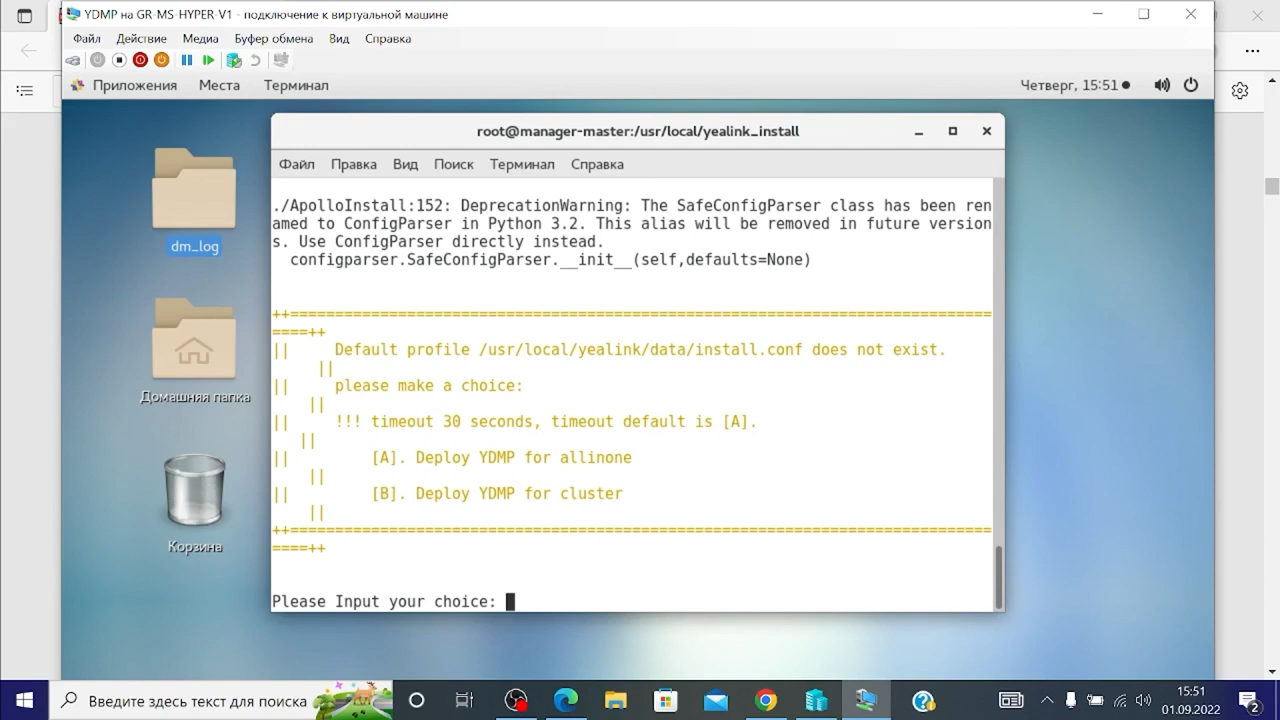 YDMP на GR-MS-HYPER-V1 - подключение к виртуальной машине
Файл Действие Медиа Буфер обмена Вид Справка
Приложения Места Терминал Четверг, 15:51
root@manager-master:/usr/local/yealink_install
Файл Правка Вид Поиск Терминал Справка
./ApolloInstall:152: DeprecationWarning: The SafeConfigParser class has been ren
amed to ConfigParser in Python 3.2. This alias will be removed in future version
s. Use ConfigParser directly instead.
configparser.SafeConfigParser.__init__(self,defaults=None)
++==============================================================================
====++
|| Default profile /usr/local/yealink/data/install.conf does not exist.
||
|| please make a choice:
||
|| !!! timeout 30 seconds, timeout default is [A].
||
|| [A]. Deploy YDMP for allinone
||
|| [B]. Deploy YDMP for cluster
||
++==============================================================================
====++
Please Input your choice:
dm_log
Домашняя папка
Корзина
Введите здесь текст для поиска
15:51
01.09.2022
2